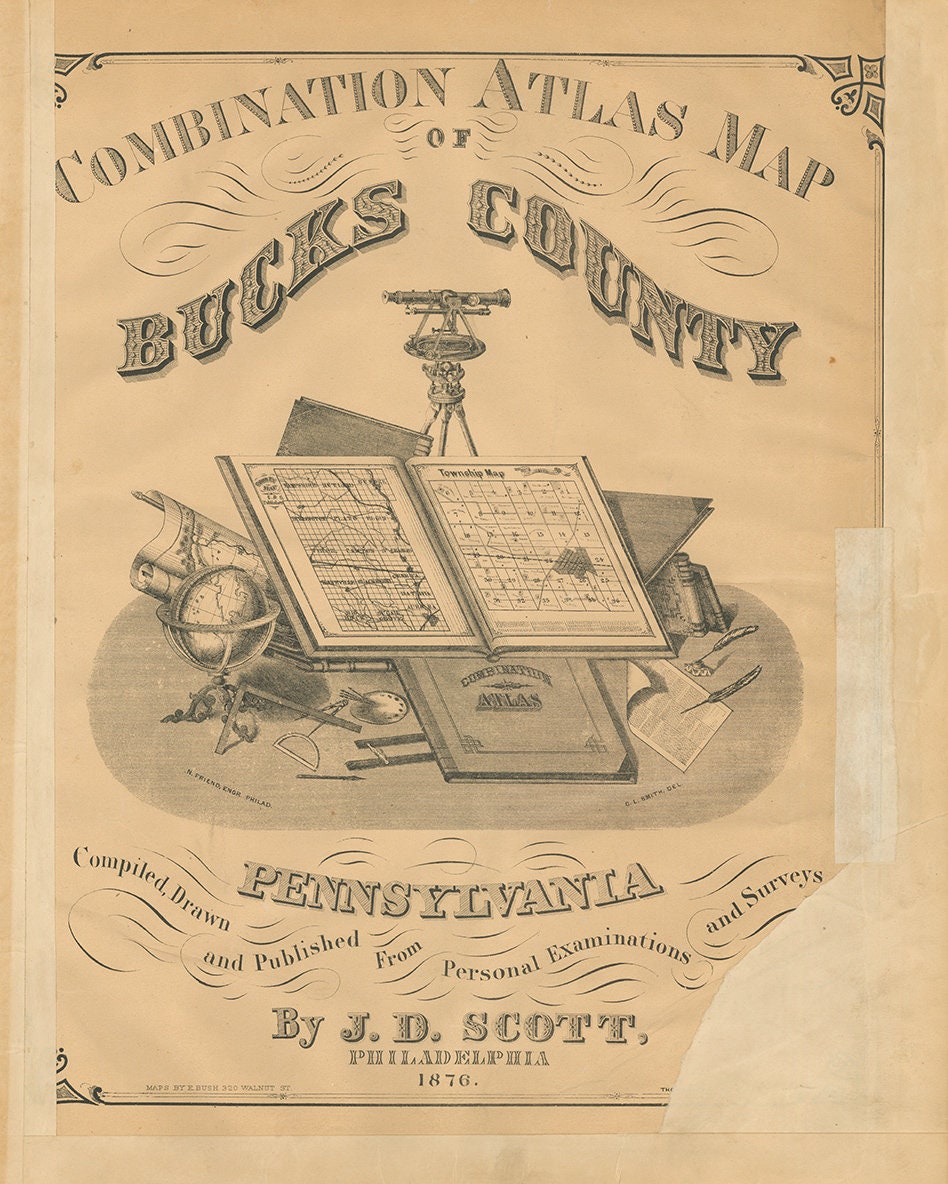 COMBINATION ATLAS MAP
OF
BUCKS COUNTY
Township Map
COMBINATION
ATLAS
N. FRIEND, ENGR. PHILAD.
C. L. SMITH, DEL.
PENNSYLVANIA
Compiled, Drawn
and Published From
Personal Examinations
and Surveys
By J. D. SCOTT,
PHILADELPHIA
1876.
MAPS BY E. BUSH 320 WALNUT ST.